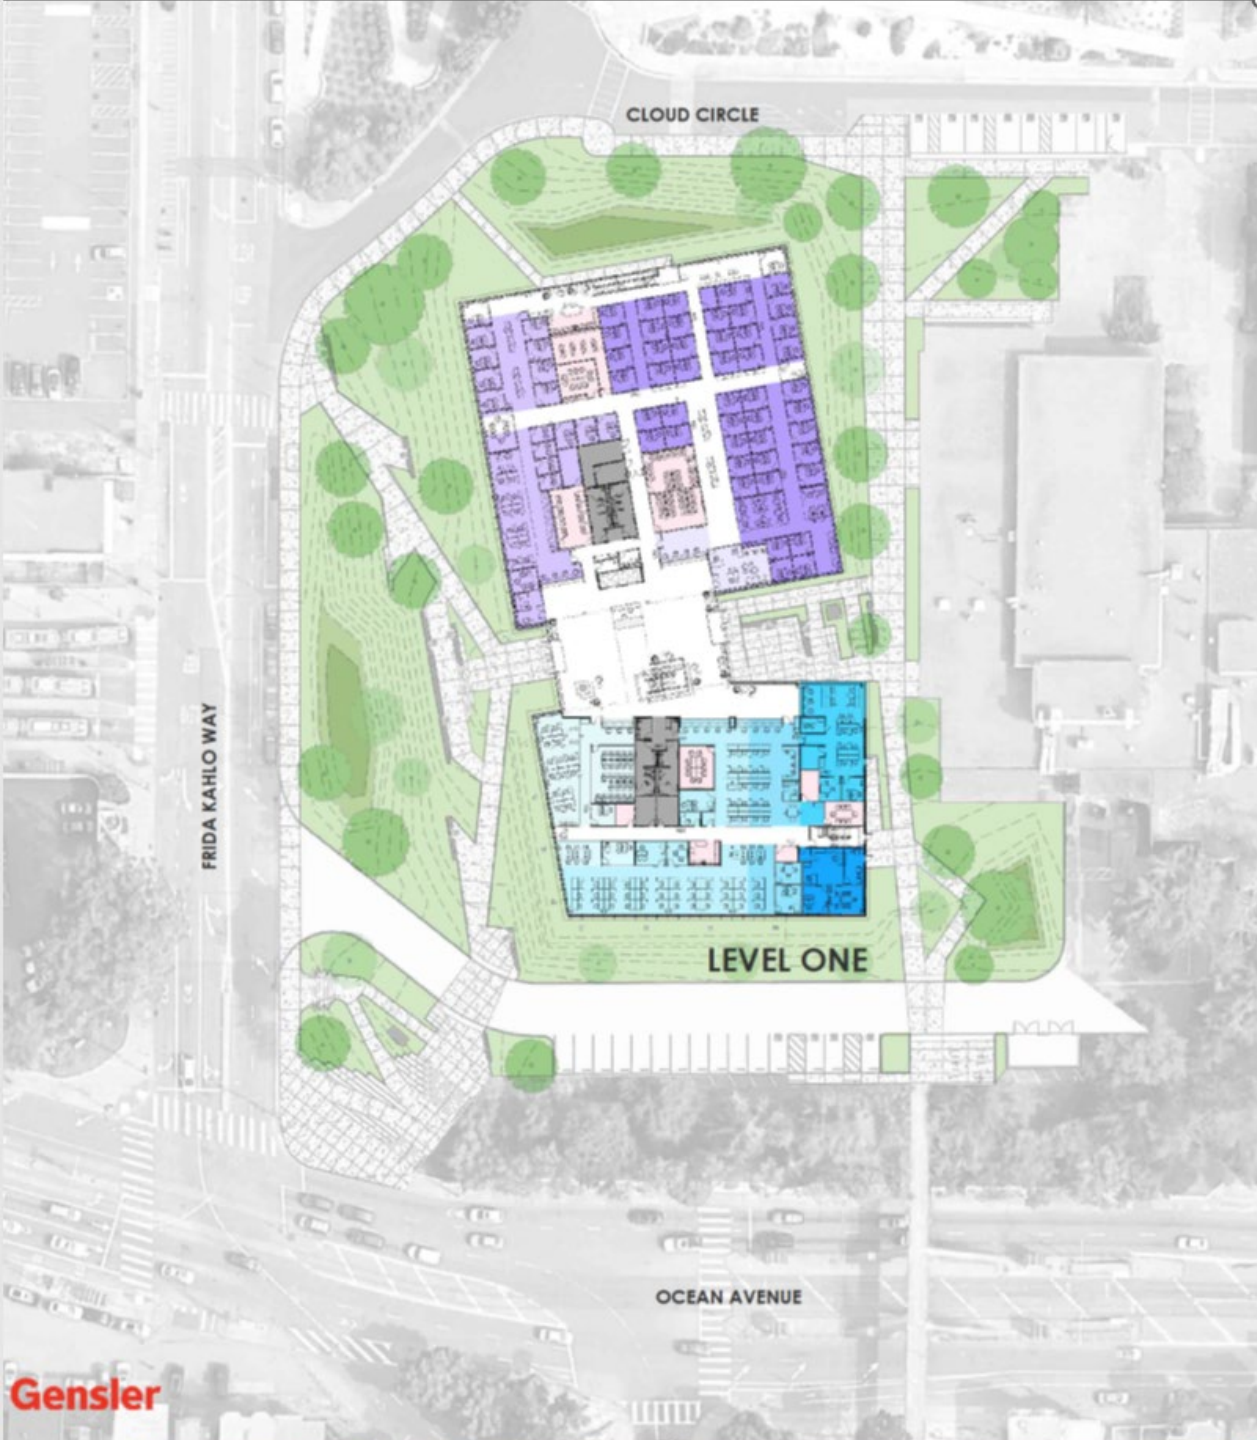 CLOUD CIRCLE
FRIDA KAHLO WAY
LEVEL ONE
OCEAN AVENUE
Gensler